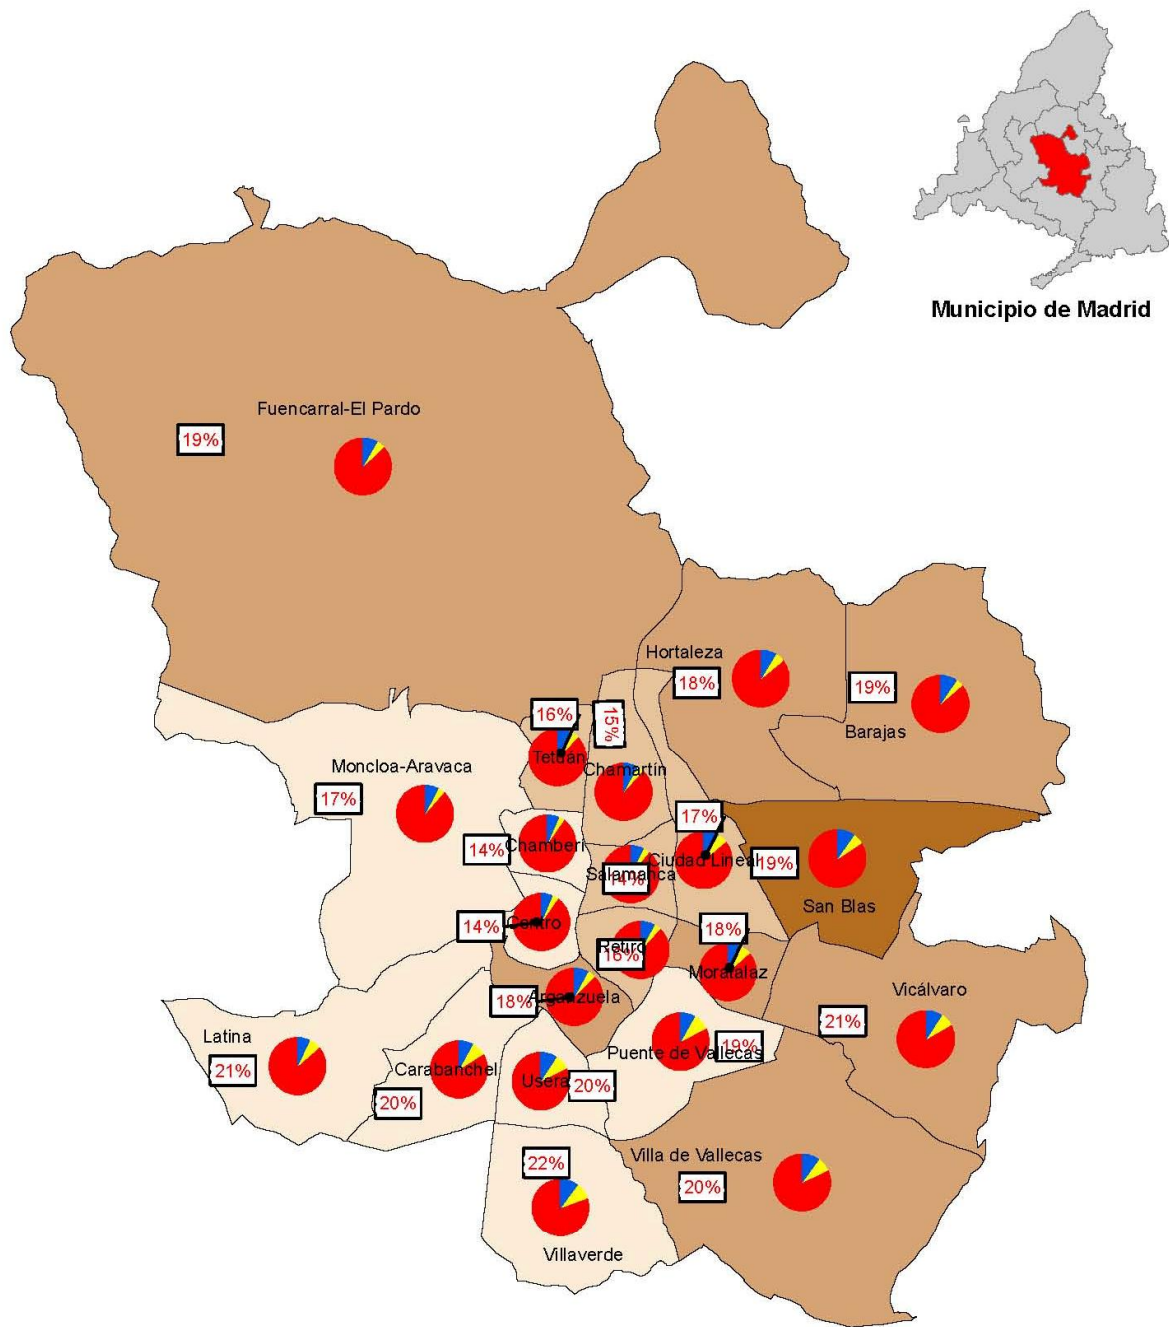 Municipio de Madrid
Fuencarral-El Pardo
19%
Hortaleza
18%
19%
Barajas
16%
15%
Tetuán
Chamartín
Moncloa-Aravaca
17%
17%
14%
Chamberí
Ciudad Lineal
19%
Salamanca
14%
San Blas
14%
Centro
18%
Retiro
16%
Moratalaz
18%
Arganzuela
Vicálvaro
21%
Latina
21%
Carabanchel
20%
Usera
20%
Puente de Vallecas
19%
Villa de Vallecas
20%
22%
Villaverde